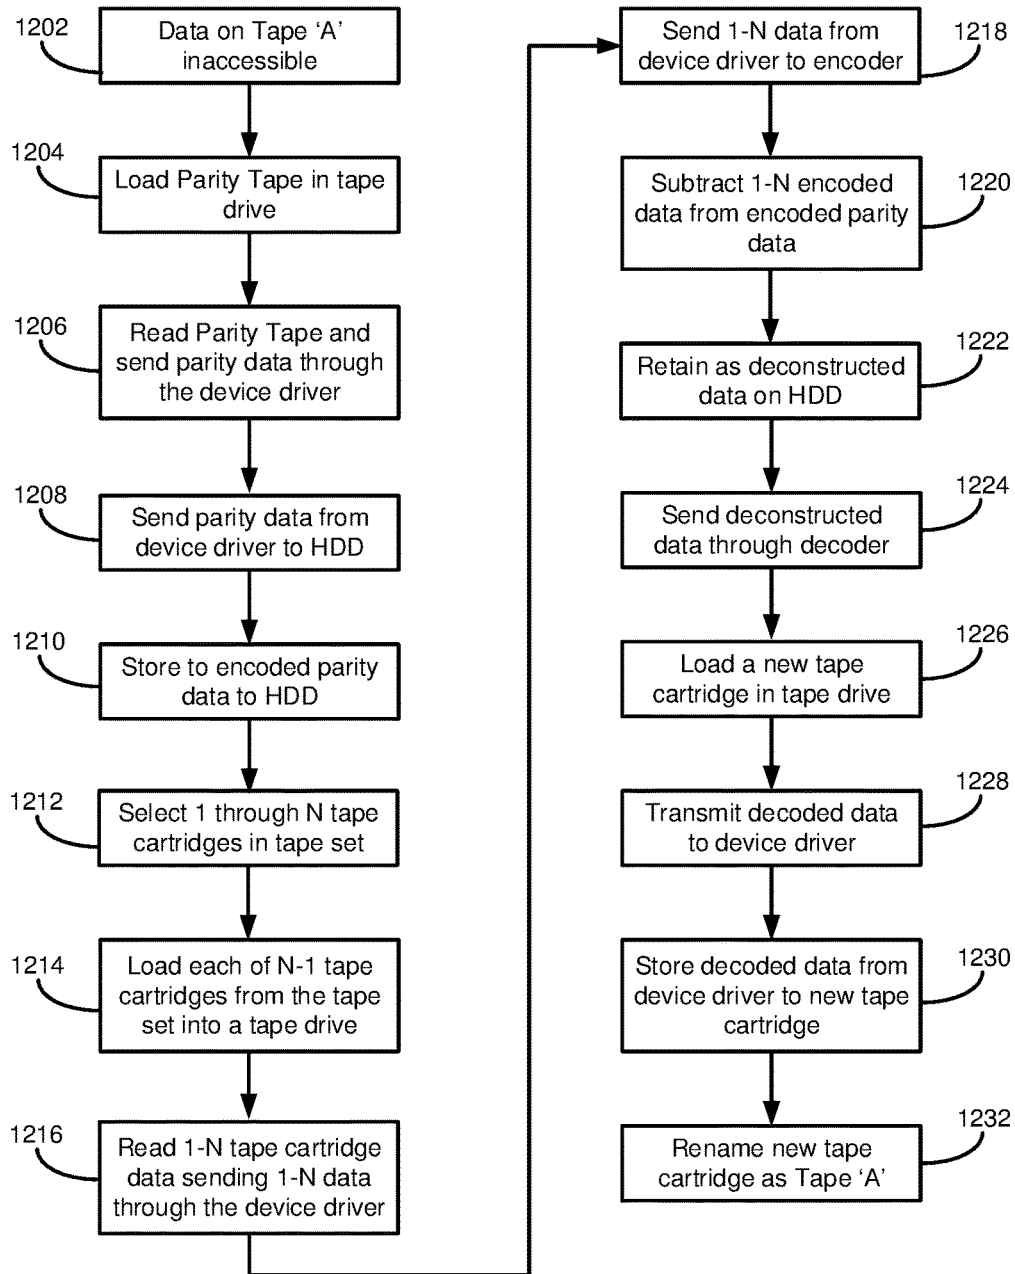 1202
Data on Tape ‘A’
inaccessible
1204
Load Parity Tape in tape
drive
1206
Read Parity Tape and
send parity data through
the device driver
1208
Send parity data from
device driver to HDD
1210
Store to encoded parity
data to HDD
1212
Select 1 through N tape
cartridges in tape set
1214
Load each of N-1 tape
cartridges from the tape
set into a tape drive
1216
Read 1-N tape cartridge
data sending 1-N data
through the device driver
Send 1-N data from
device driver to encoder
1218
Subtract 1-N encoded
data from encoded parity
data
1220
Retain as deconstructed
data on HDD
1222
Send deconstructed
data through decoder
1224
Load a new tape
cartridge in tape drive
1226
Transmit decoded data
to device driver
1228
Store decoded data from
device driver to new tape
cartridge
1230
Rename new tape
cartridge as Tape ‘A’
1232